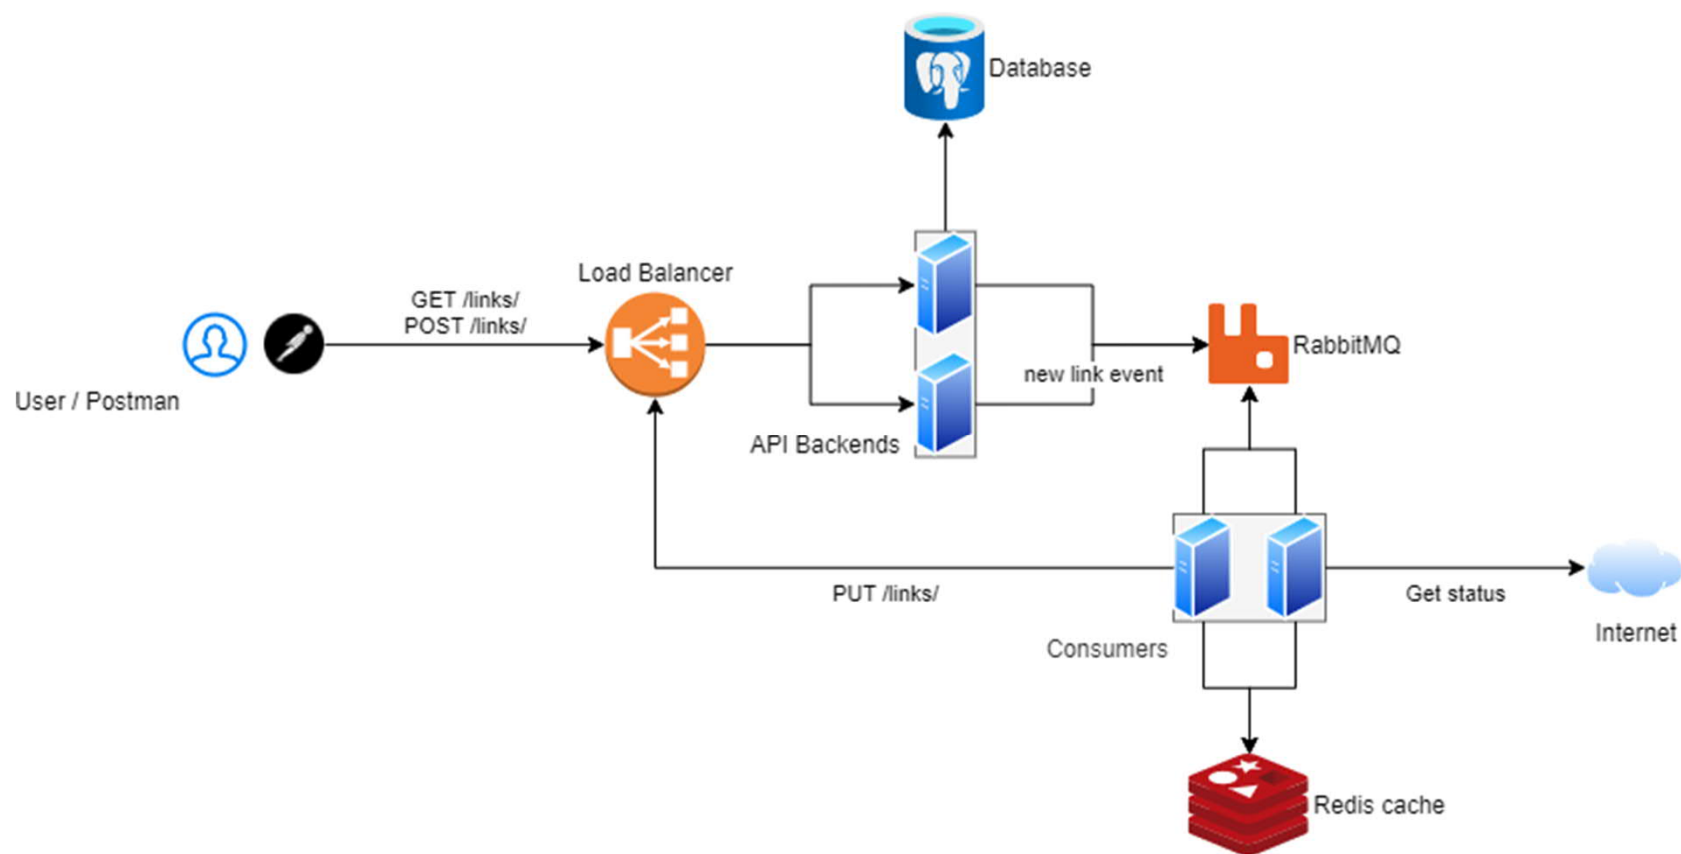 Database
Load Balancer
GET /links/
POST /links/
User / Postman
new link event
RabbitMQ
API Backends
PUT /links/
Get status
Consumers
Internet
Redis cache